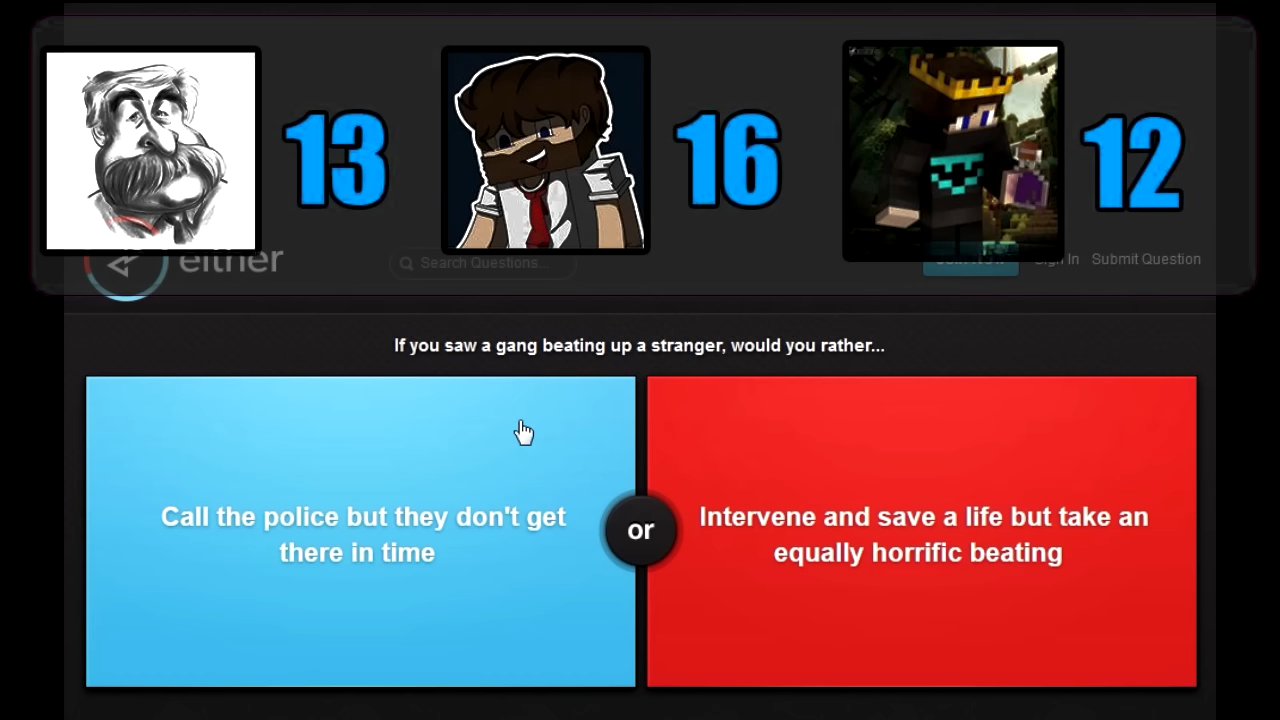 13
16
12
either
Search Questions...
Sign In
Submit Question
If you saw a gang beating up a stranger, would you rather...
Call the police but they don't get
there in time
or
Intervene and save a life but take an
equally horrific beating